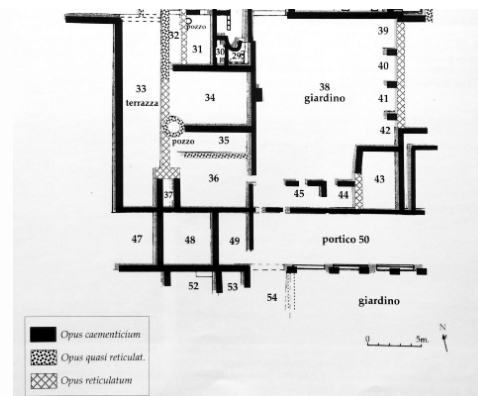 39
32
pozzo
31
30
29
40
33
terrazza
38
giardino
34
41
pozzo
35
42
36
43
37
45
44
47
48
49
portico 50
52
53
54
giardino
Opus caementicium
Opus quasi reticulat.
Opus reticulatum
0
5m.
N